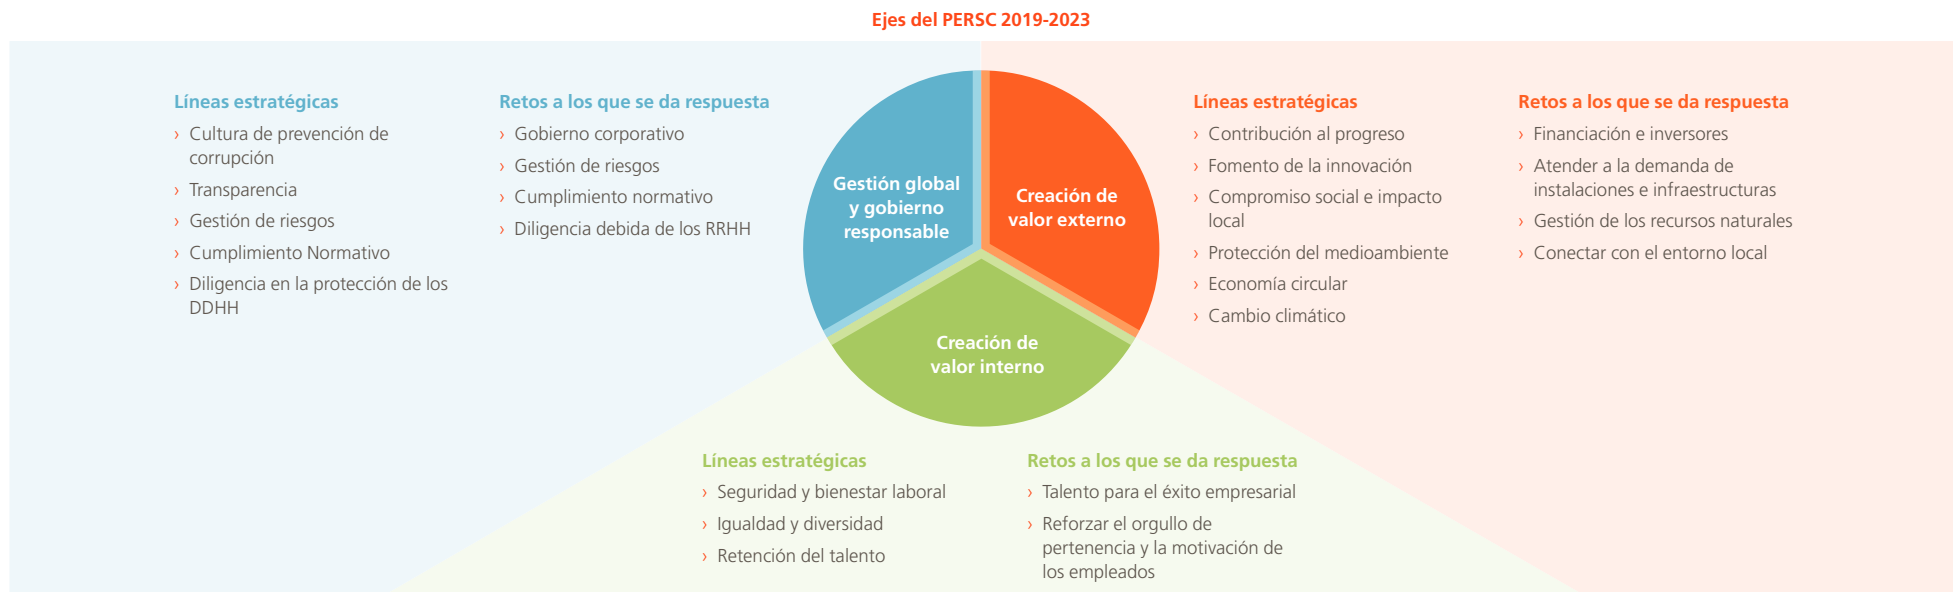 Ejes del PERSC 2019-2023
Líneas estratégicas
› Cultura de prevención de
corrupción
› Transparencia
› Gestión de riesgos
› Cumplimiento Normativo
› Diligencia en la protección de los
DDHH
Retos a los que se da respuesta
› Gobierno corporativo
› Gestión de riesgos
› Cumplimiento normativo
› Diligencia debida de los RRHH
Gestión global
y gobierno
responsable
Creación de
valor externo
Creación de
valor interno
Líneas estratégicas
› Contribución al progreso
› Fomento de la innovación
› Compromiso social e impacto
local
› Protección del medioambiente
› Economía circular
› Cambio climático
Retos a los que se da respuesta
› Financiación e inversores
› Atender a la demanda de
instalaciones e infraestructuras
› Gestión de los recursos naturales
› Conectar con el entorno local
Líneas estratégicas
› Seguridad y bienestar laboral
› Igualdad y diversidad
› Retención del talento
Retos a los que se da respuesta
› Talento para el éxito empresarial
› Reforzar el orgullo de
pertenencia y la motivación de
los empleados